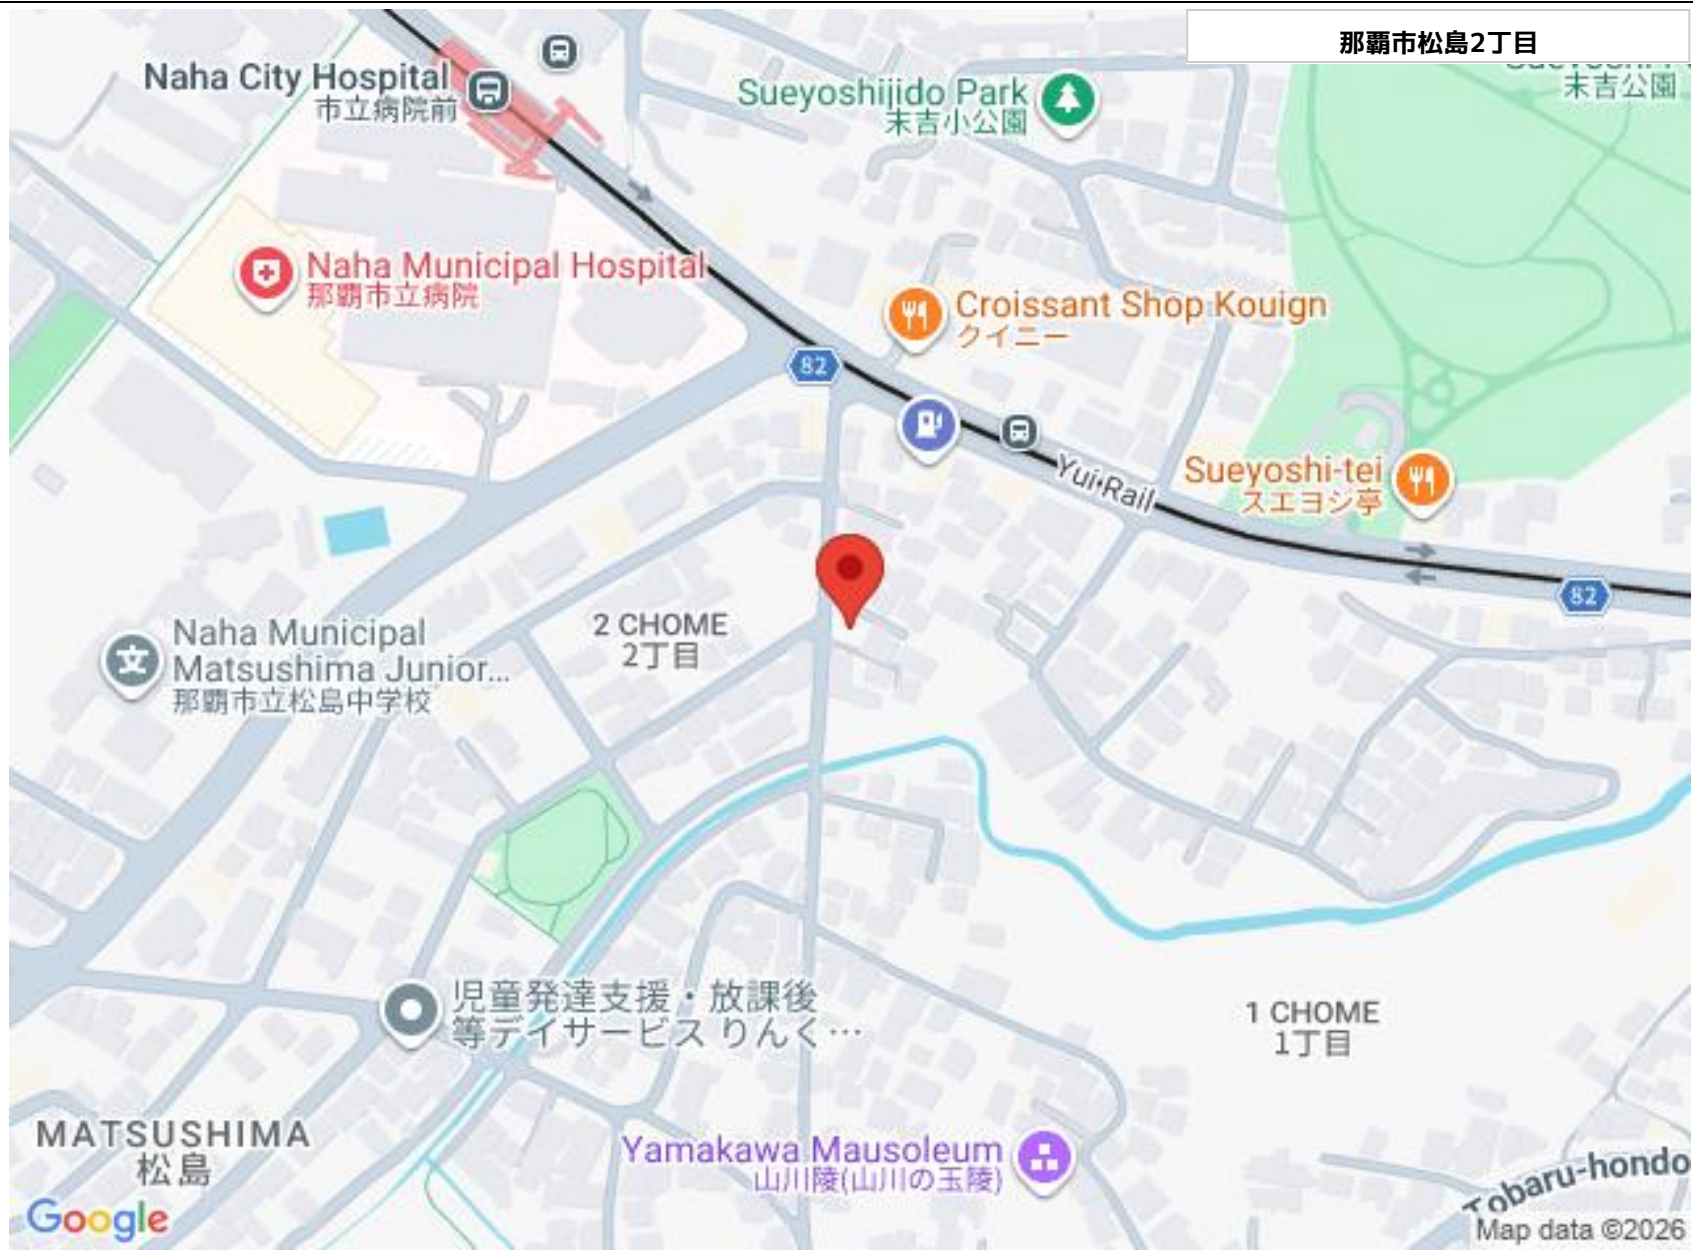 那覇市松島2丁目
Naha City Hospital
市立病院前
Sueyoshijido Park
末吉小公園
末吉公園
Naha Municipal Hospital
那覇市立病院
Croissant Shop Kouign
クイニー
82
Yui-Rail
Sueyoshi-tei
スエヨシ亭
82
2 CHOME
2丁目
Naha Municipal
Matsushima Junior...
那覇市立松島中学校
児童発達支援・放課後
等デイサービス りんく…
1 CHOME
1丁目
MATSUSHIMA
松島
Yamakawa Mausoleum
山川陵(山川の玉陵)
Tobaru-hondo
Google
Map data ©2026